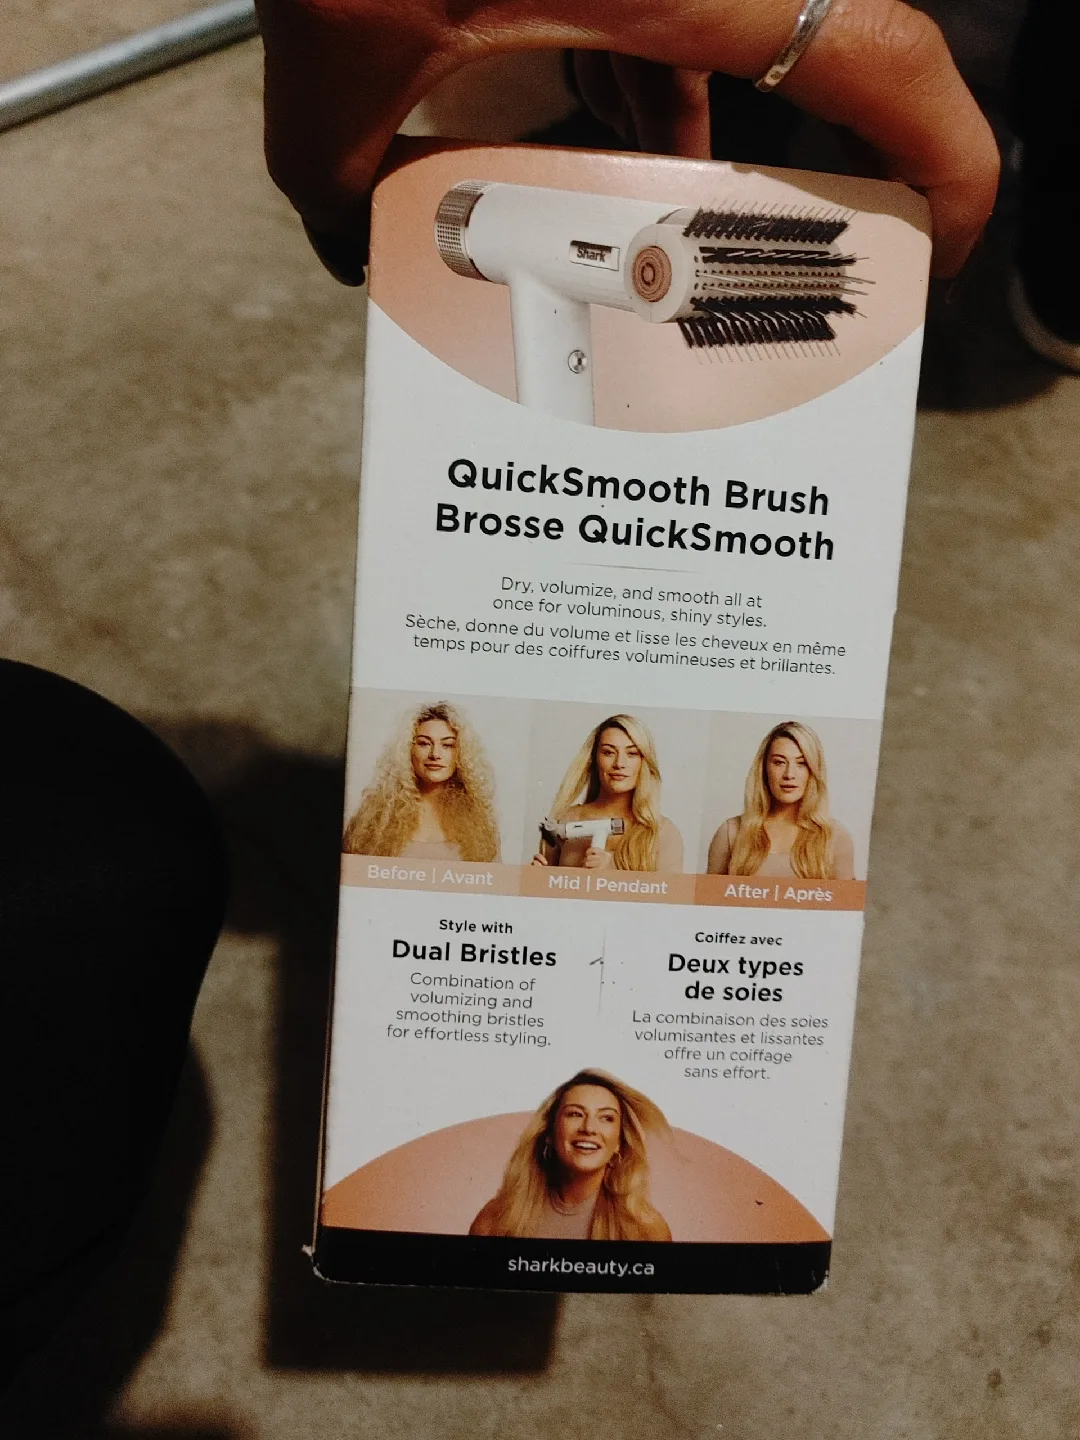 Shark
QuickSmooth Brush
Brosse QuickSmooth
Dry, volumize, and smooth all at
once for voluminous, shiny styles.
Sèche, donne du volume et lisse les cheveux en même
temps pour des coiffures volumineuses et brillantes.
Before | Avant
Mid | Pendant
After | Après
Style with
Dual Bristles
Combination of
volumizing and
smoothing bristles
for effortless styling.
Coiffez avec
Deux types
de soies
La combinaison des soies
volumisantes et lissantes
offre un coiffage
sans effort.
sharkbeauty.ca